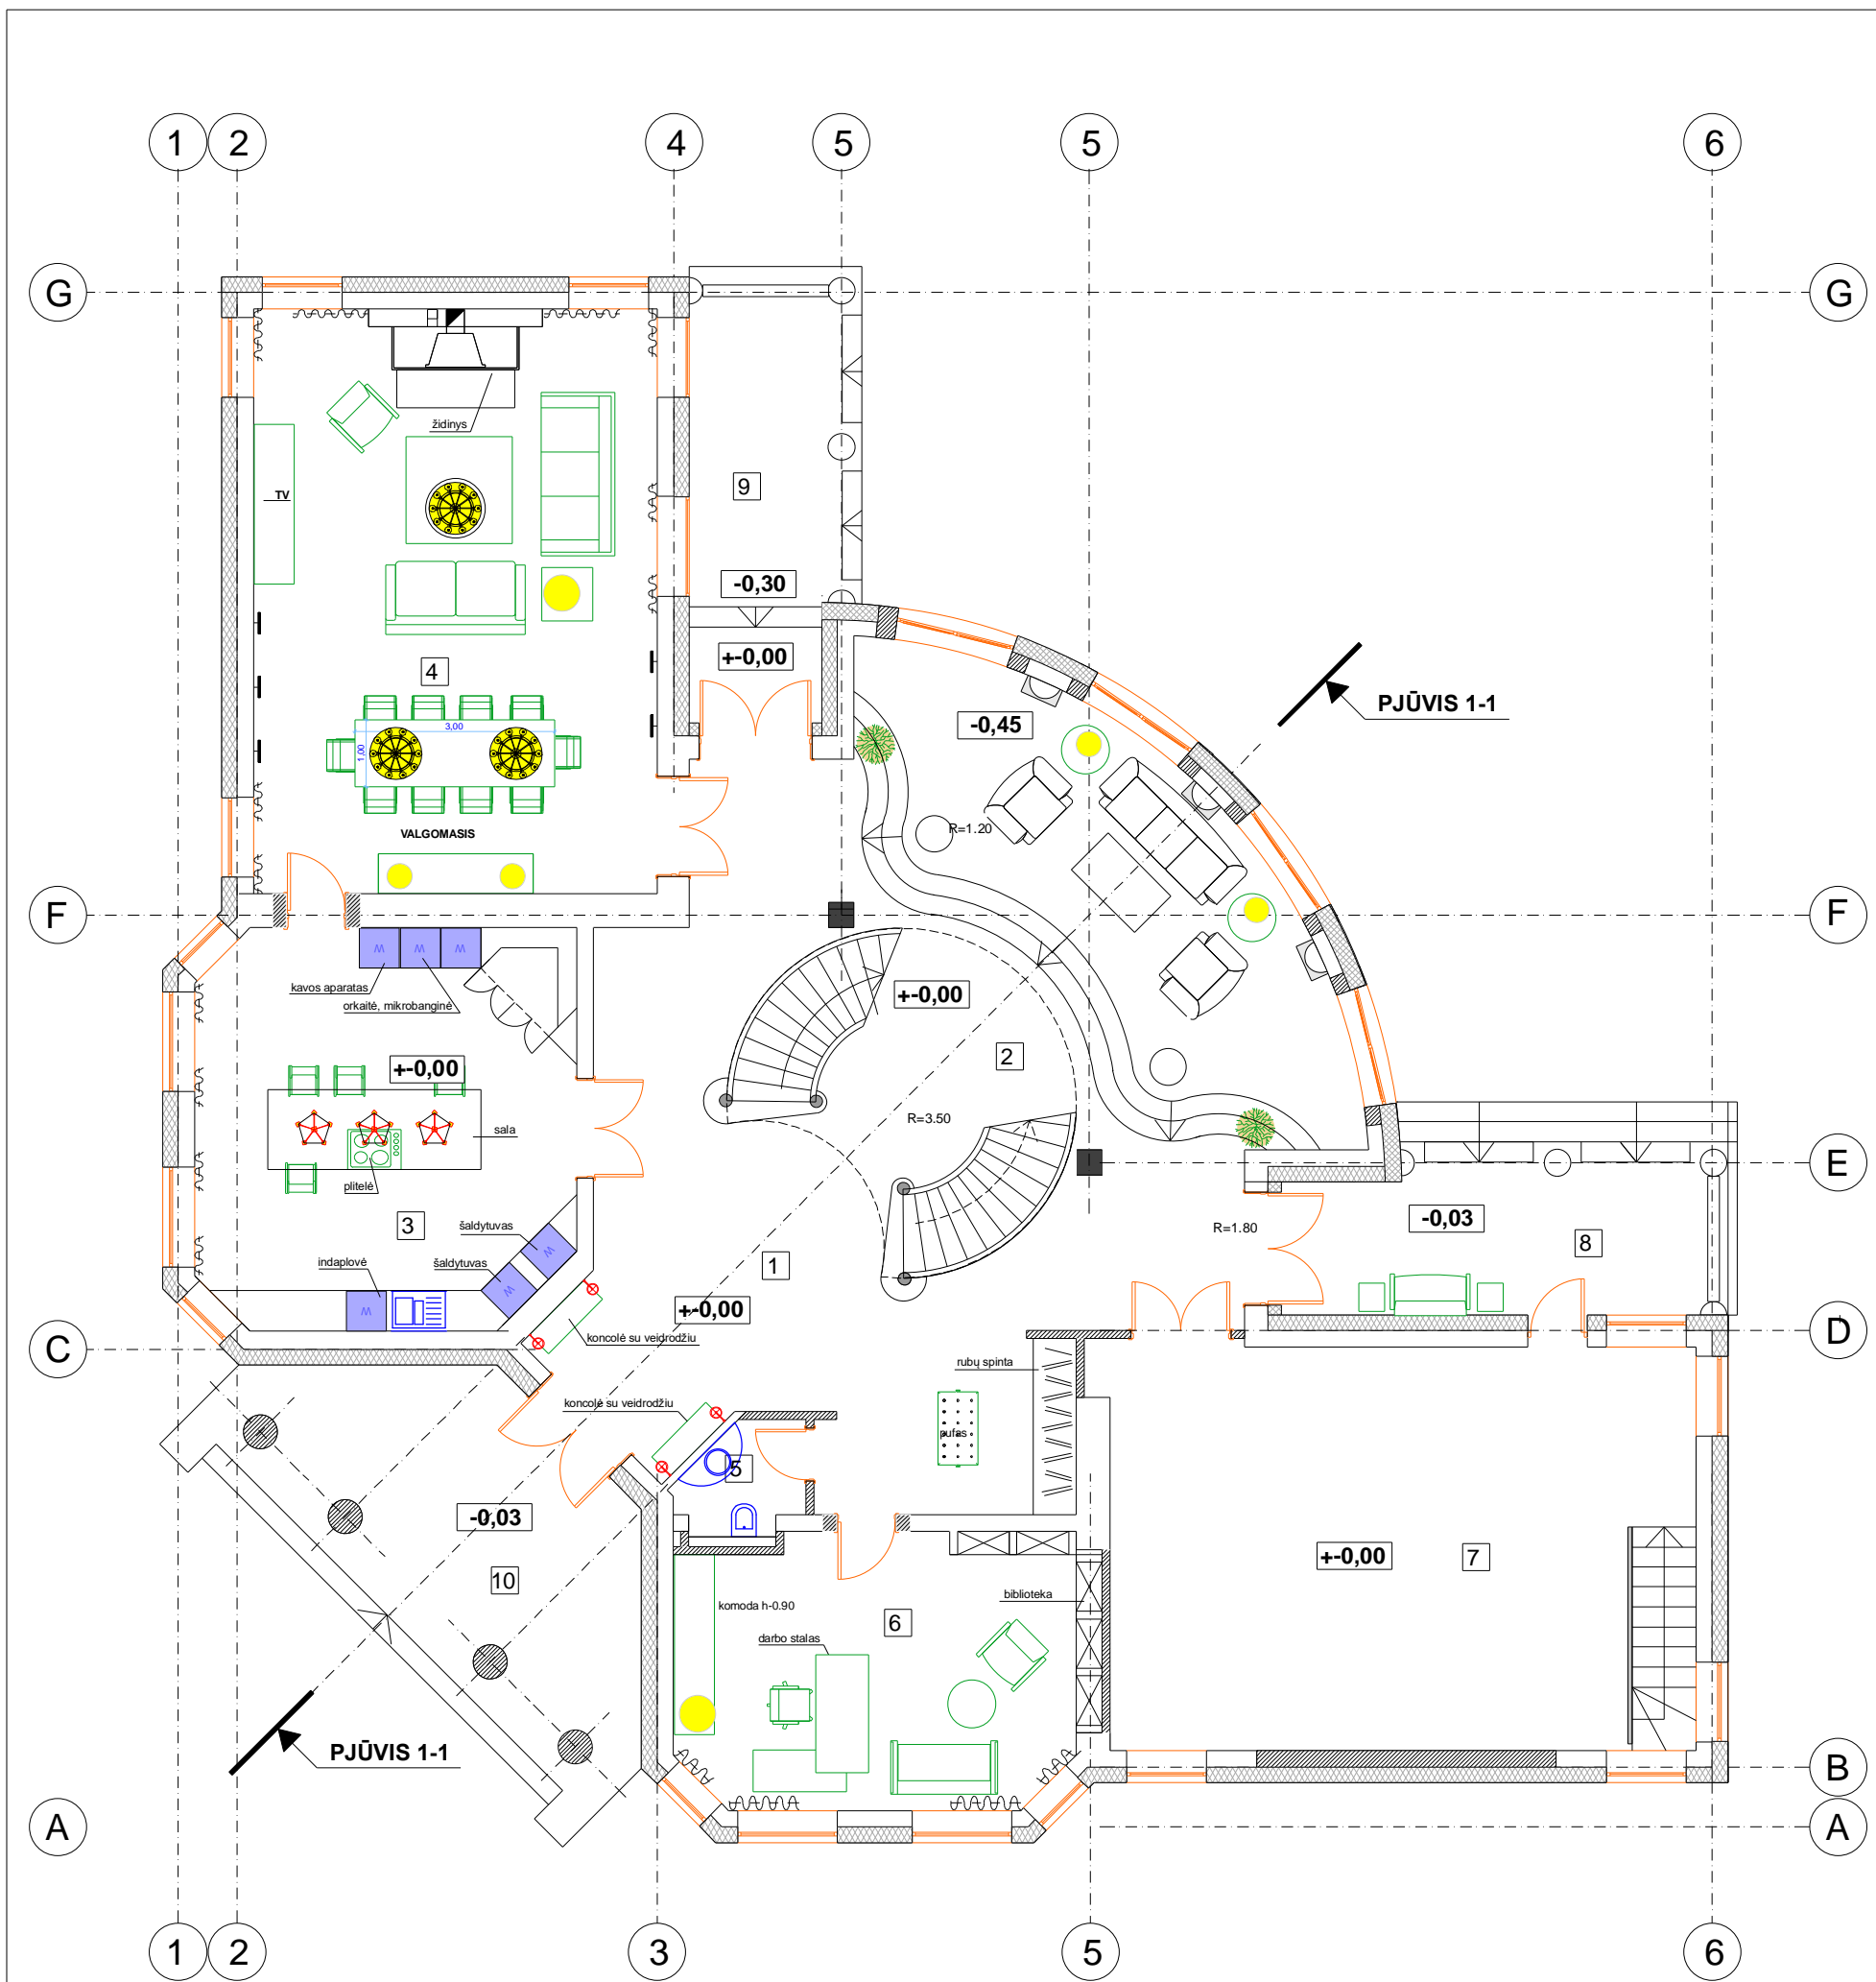 1 2 4 5 5 6
G G
židinys
TV
9
-0,30
4
+-0,00
PJŪVIS 1-1
-0,45
3,00
1,00
R=1.20
VALGOMASIS
F F
W W W
kavos aparatas
orkaitė, mikrobanginė
+-0,00
+-0,00
2
R=3.50
sala
E
plitelė
3
šaldytuvas
-0,03
R=1.80
8
W
1
indaplovė
šaldytuvas
W
W
+-0,00
koncolė su veidrodžiu
D
C
rubų spinta
koncolė su veidrodžiu
pufas
5
-0,03
+-0,00
7
10
biblioteka
komoda h-0.90
6
darbo stalas
PJŪVIS 1-1
B
A A
1 2 3 5 6